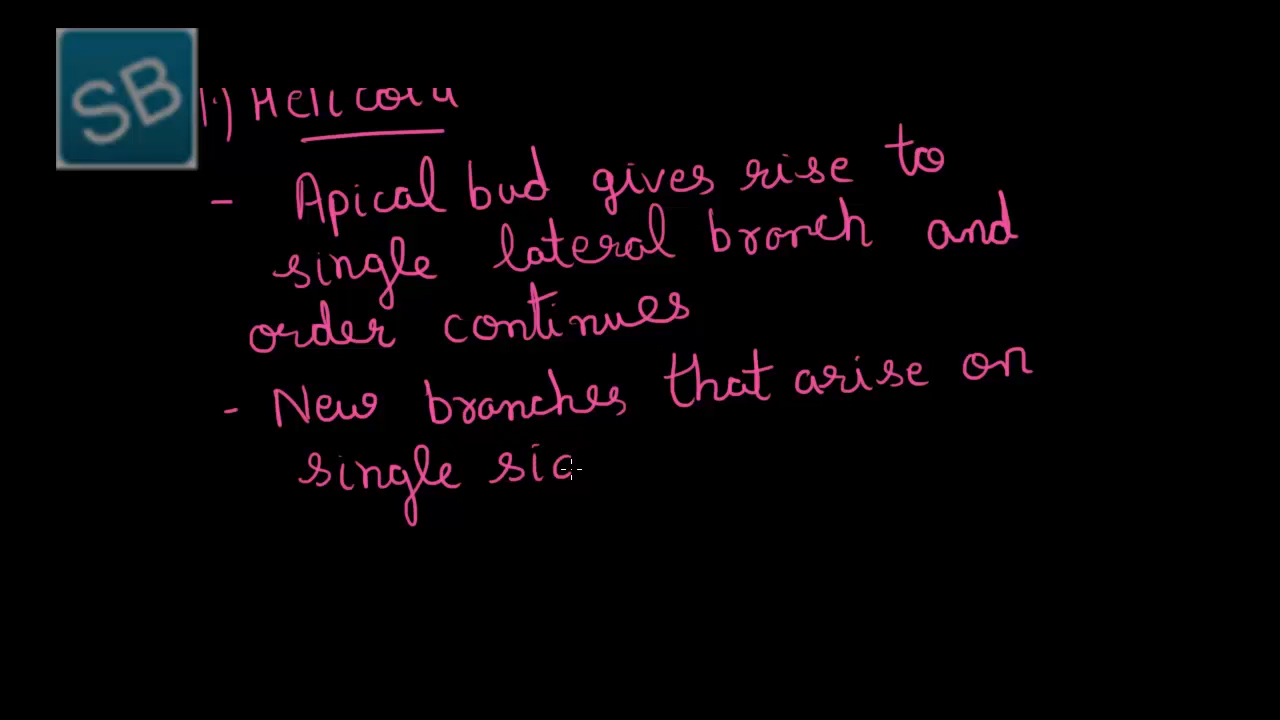 SB
1.) Helicoid
- Apical bud gives rise to
single lateral branch and
order continues
- New branches that arise on
single sid